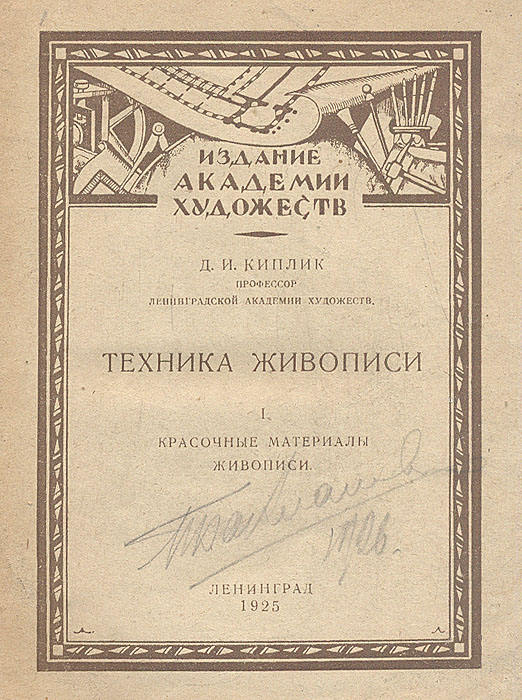 ИЗДАНИЕ
АКАДЕМИИ
ХУДОЖЕСТВ
Д. И. КИПЛИК
ПРОФЕССОР
ЛЕНИНГРАДСКОЙ АКАДЕМИИ ХУДОЖЕСТВ.
ТЕХНИКА ЖИВОПИСИ
I.
КРАСОЧНЫЕ МАТЕРИАЛЫ
ЖИВОПИСИ.
1926.
ЛЕНИНГРАД
1925